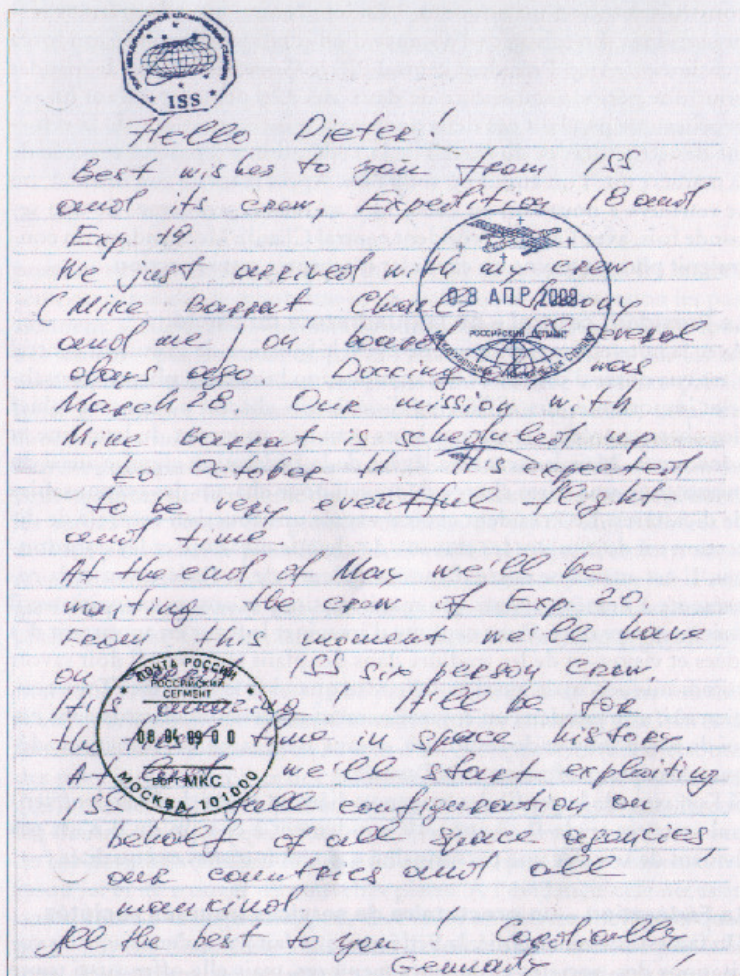 ISS
Hello Dieter!
Best wishes to you from ISS
and its crew, Expedition 18 and
Exp. 19
We just arrived with my crew
(Mike Barrat, Charles
08 АПР 2009
РОССИЙСКИЙ СЕГМЕНТ
and me) on board ISS several
days ago. Docking was
March 28. Our mission with
Mike Barrat is scheduled up
to October 11. It is expected
to be very eventful flight
and time.
At the end of May we'll be
waiting the crew of Exp. 20.
From this moment we'll have
on ISS six person crew.
ПОЧТА РОССИИ
РОССИЙСКИЙ
СЕГМЕНТ
08 04 09 0 0
БОРТ МКС
МОСКВА, 101000
It is amazing! It'll be for
the time in space history.
At we'll start exploiting
ISS full configuration on
behalf of all space agencies,
our countries and all
mankind
All the best to you! Cordially,
Gennady